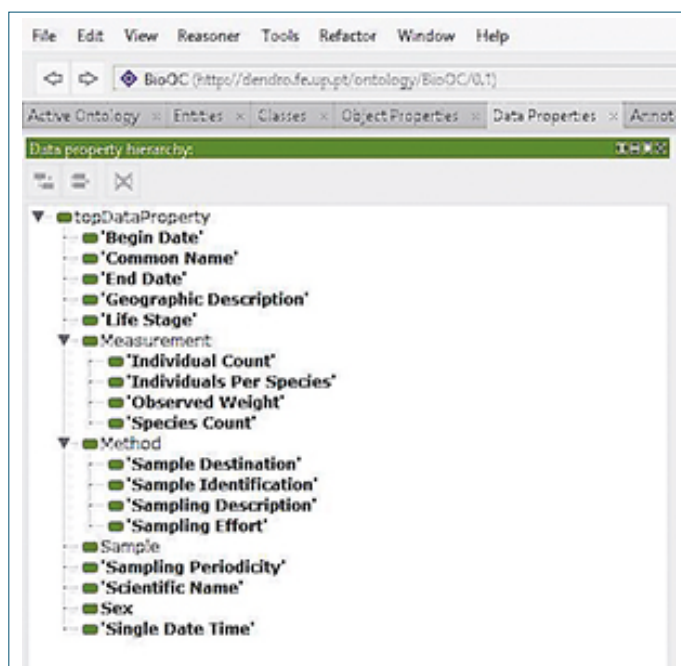 File Edit View Reasoner Tools Refactor Window Help
BioOC (http://dendro.fe.up.pt/ontology/BioOC/0.1)
Active Ontology × Entities × Classes × Object Properties × Data Properties × Annot
Data property hierarchy:
topDataProperty
'Begin Date'
'Common Name'
'End Date'
'Geographic Description'
'Life Stage'
Measurement
'Individual Count'
'Individuals Per Species'
'Observed Weight'
'Species Count'
Method
'Sample Destination'
'Sample Identification'
'Sampling Description'
'Sampling Effort'
Sample
'Sampling Periodicity'
'Scientific Name'
Sex
'Single Date Time'